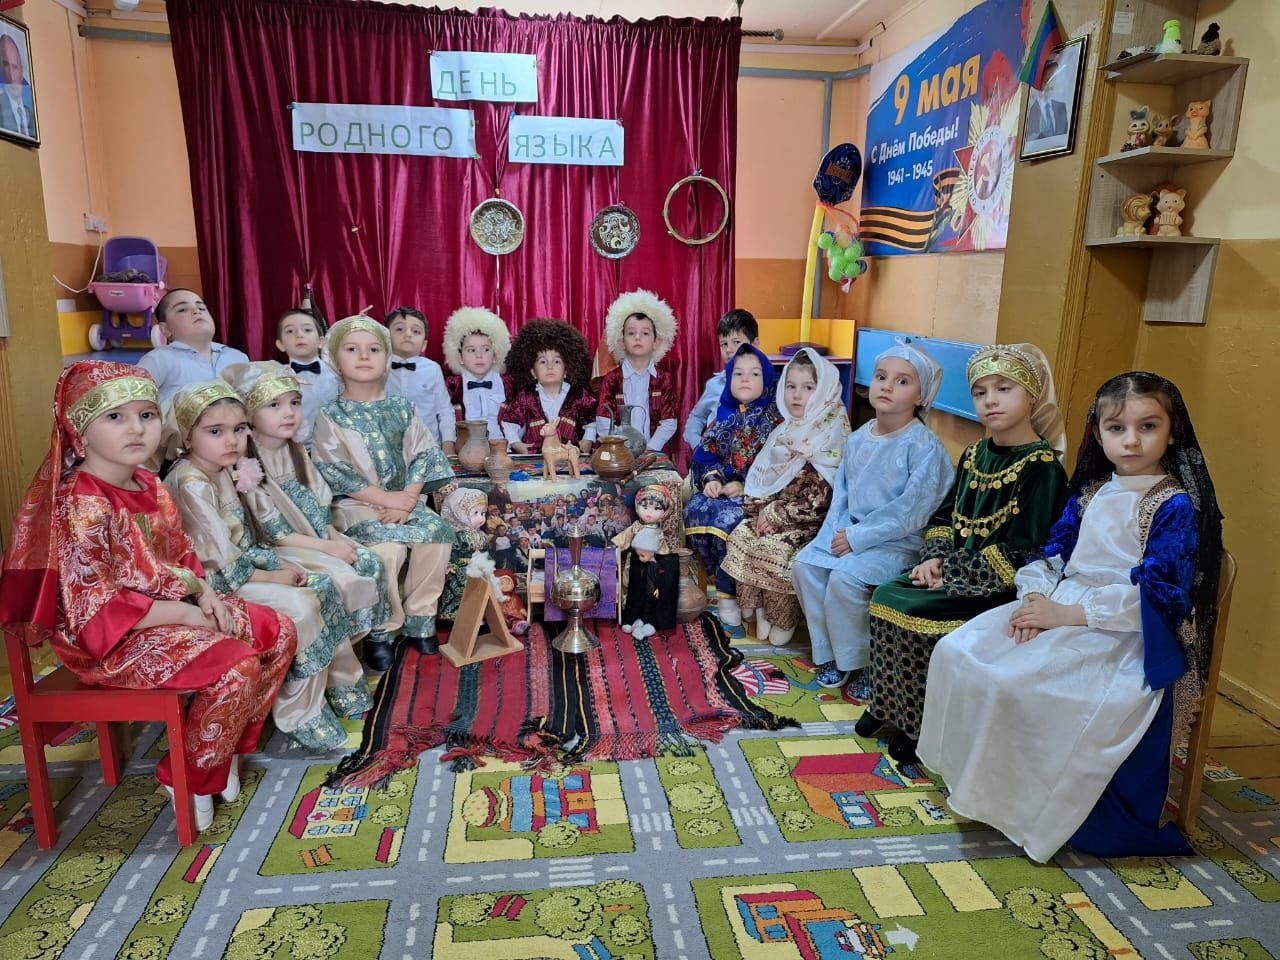 ДЕНЬ
РОДНОГО
ЯЗЫКА
9 мая
С Днём Победы!
1941 - 1945